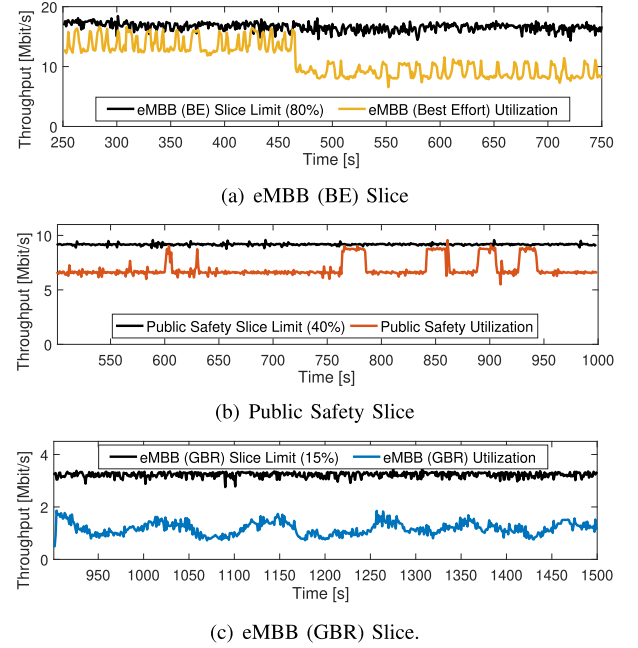 20
10
0
Throughput [Mbit/s]
eMBB (BE) Slice Limit (80%) eMBB (Best Effort) Utilization
250 300 350 400 450 500 550 600 650 700 750
Time [s]
(a) eMBB (BE) Slice
10
5
0
Throughput [Mbit/s]
Public Safety Slice Limit (40%) Public Safety Utilization
550 600 650 700 750 800 850 900 950 1000
Time [s]
(b) Public Safety Slice
4
2
0
Throughput [Mbit/s]
eMBB (GBR) Slice Limit (15%) eMBB (GBR) Utilization
950 1000 1050 1100 1150 1200 1250 1300 1350 1400 1450 1500
Time [s]
(c) eMBB (GBR) Slice.